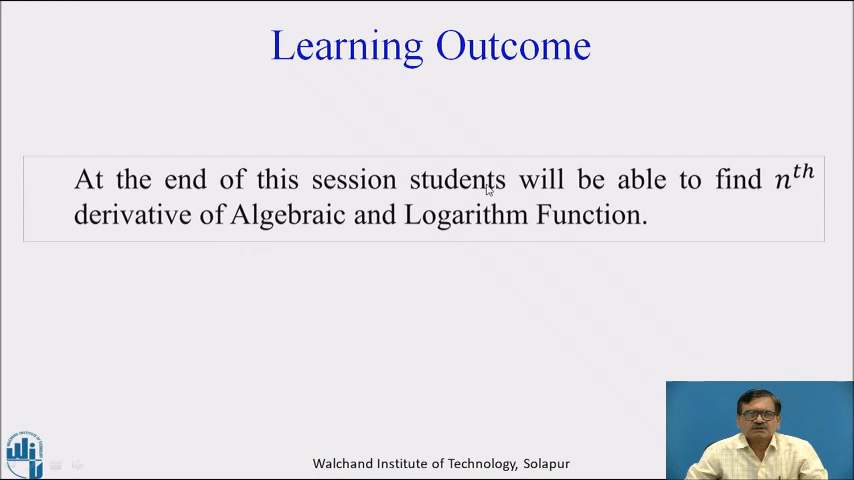 Learning Outcome
At the end of this session students will be able to find nᵗʰ
derivative of Algebraic and Logarithm Function.
Walchand Institute of Technology, Solapur